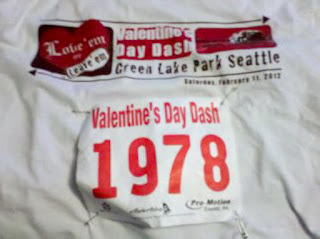 Love 'em
or
Leave 'em
Valentine's
Day Dash
Green Lake Park Seattle
Saturday, February 11, 2012
Valentine's Day Dash
1978
Pro-Motion